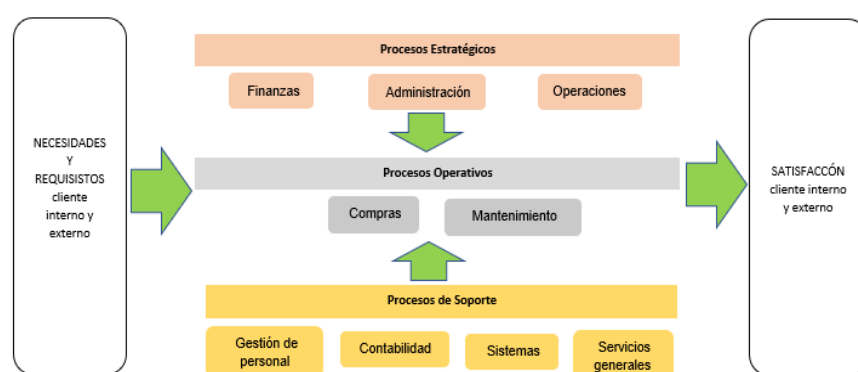 Procesos Estratégicos
Finanzas
Administración
Operaciones
NECESIDADES
Y
REQUISISTOS
cliente
interno y
externo
Procesos Operativos
Compras
Mantenimiento
SATISFACCÓN
cliente interno
y externo
Procesos de Soporte
Gestión de
personal
Contabilidad
Sistemas
Servicios
generales